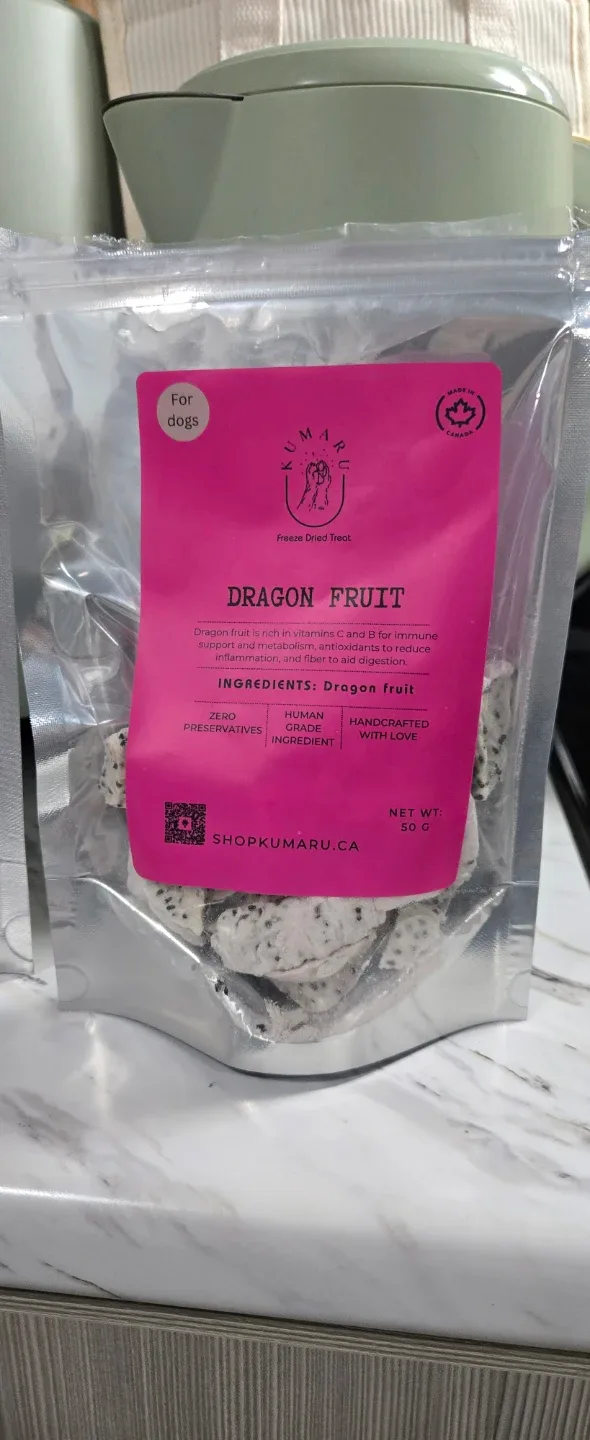 For
dogs
MADE IN
CANADA
KUMARU
Freeze Dried Treat
DRAGON FRUIT
Dragon fruit is rich in vitamins C and B for immune
support and metabolism, antioxidants to reduce
inflammation, and fiber to aid digestion.
INGREDIENTS: Dragon fruit
ZERO
PRESERVATIVES
HUMAN
GRADE
INGREDIENT
HANDCRAFTED
WITH LOVE
NET WT:
50 G
SHOPKUMARU.CA